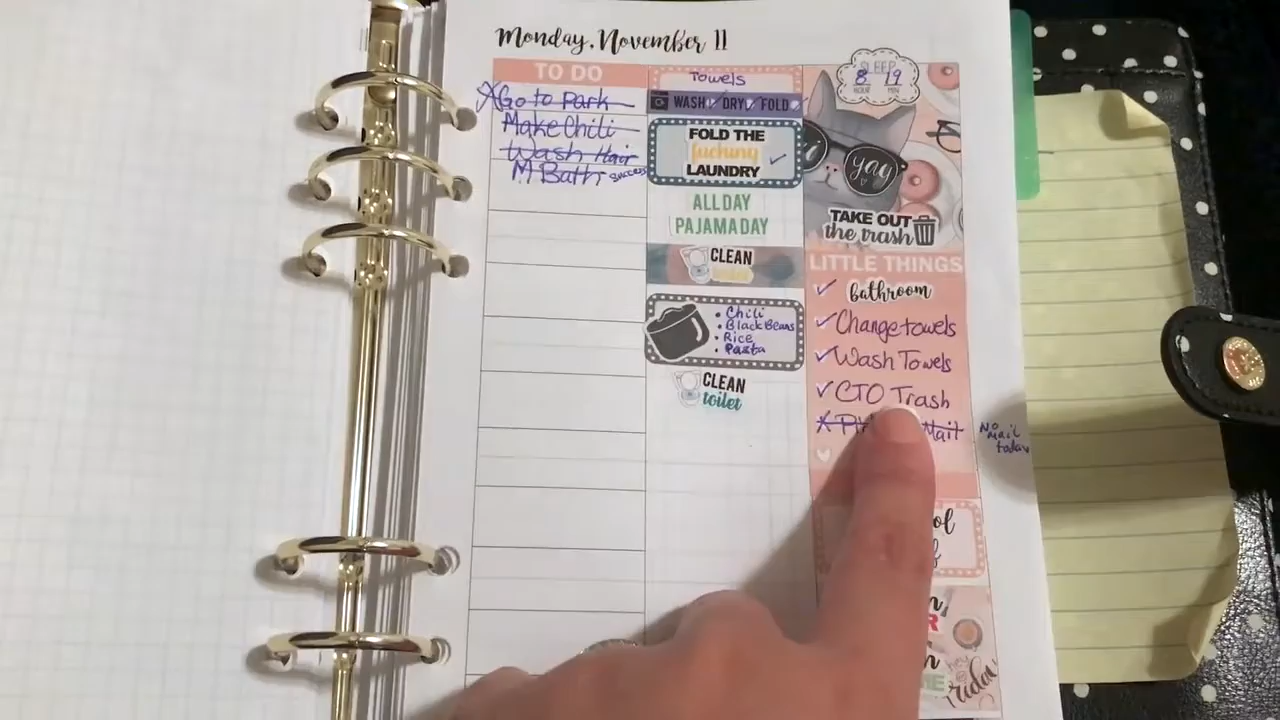 Monday, November 11
TO DO
Go to Park
Make Chili
Wash Hair
M Bath success
Towels
WASH DRY FOLD
FOLD THE
fucking
LAUNDRY
ALL DAY
PAJAMA DAY
CLEAN
toilet
• Chili
• Black Beans
• Rice
• Pasta
CLEAN
toilet
SLEEP
8 19
HOUR MIN
yay
TAKE OUT
the trash
LITTLE THINGS
bathroom
Change towels
Wash Towels
CTO Trash
Mail
No
Mail
today